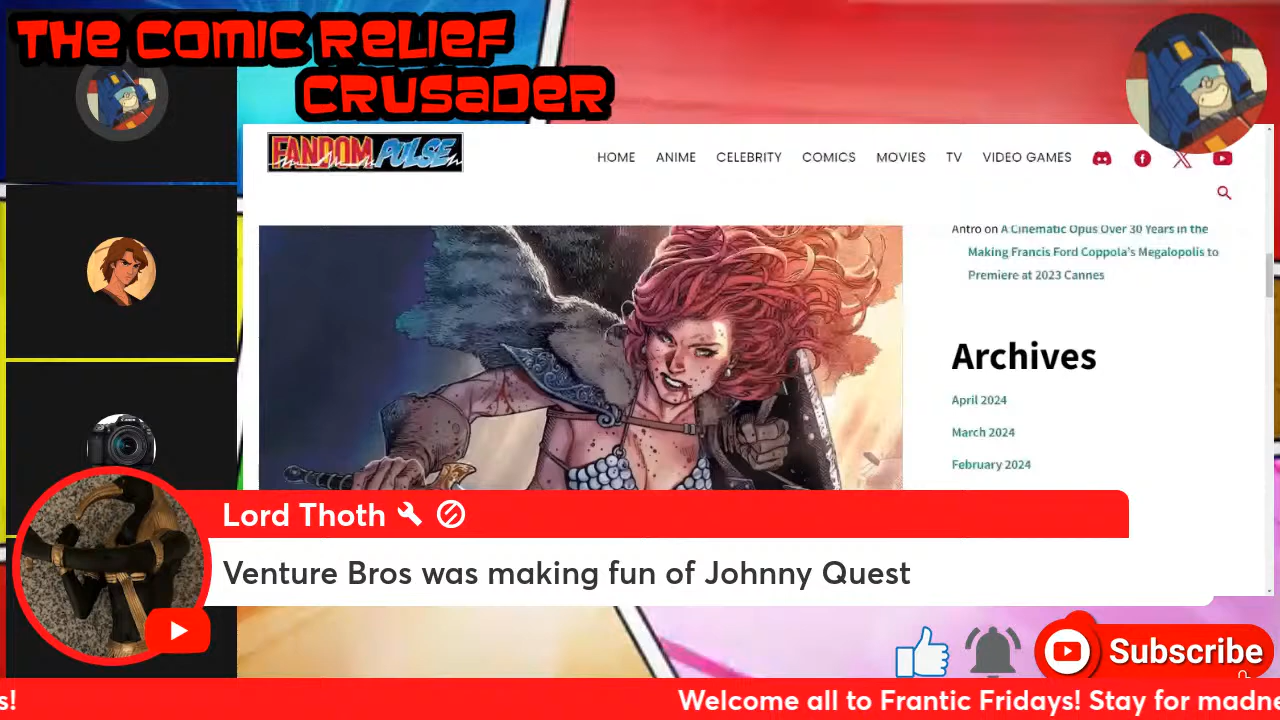 THE COMIC RELIEF
CRUSADER
FANDOM PULSE
HOME ANIME CELEBRITY COMICS MOVIES TV VIDEO GAMES
Antro on A Cinematic Opus Over 30 Years in the
Making Francis Ford Coppola's Megalopolis to
Premiere at 2023 Cannes
Archives
April 2024
March 2024
February 2024
Lord Thoth
Venture Bros was making fun of Johnny Quest
Subscribe
s! Welcome all to Frantic Fridays! Stay for madne